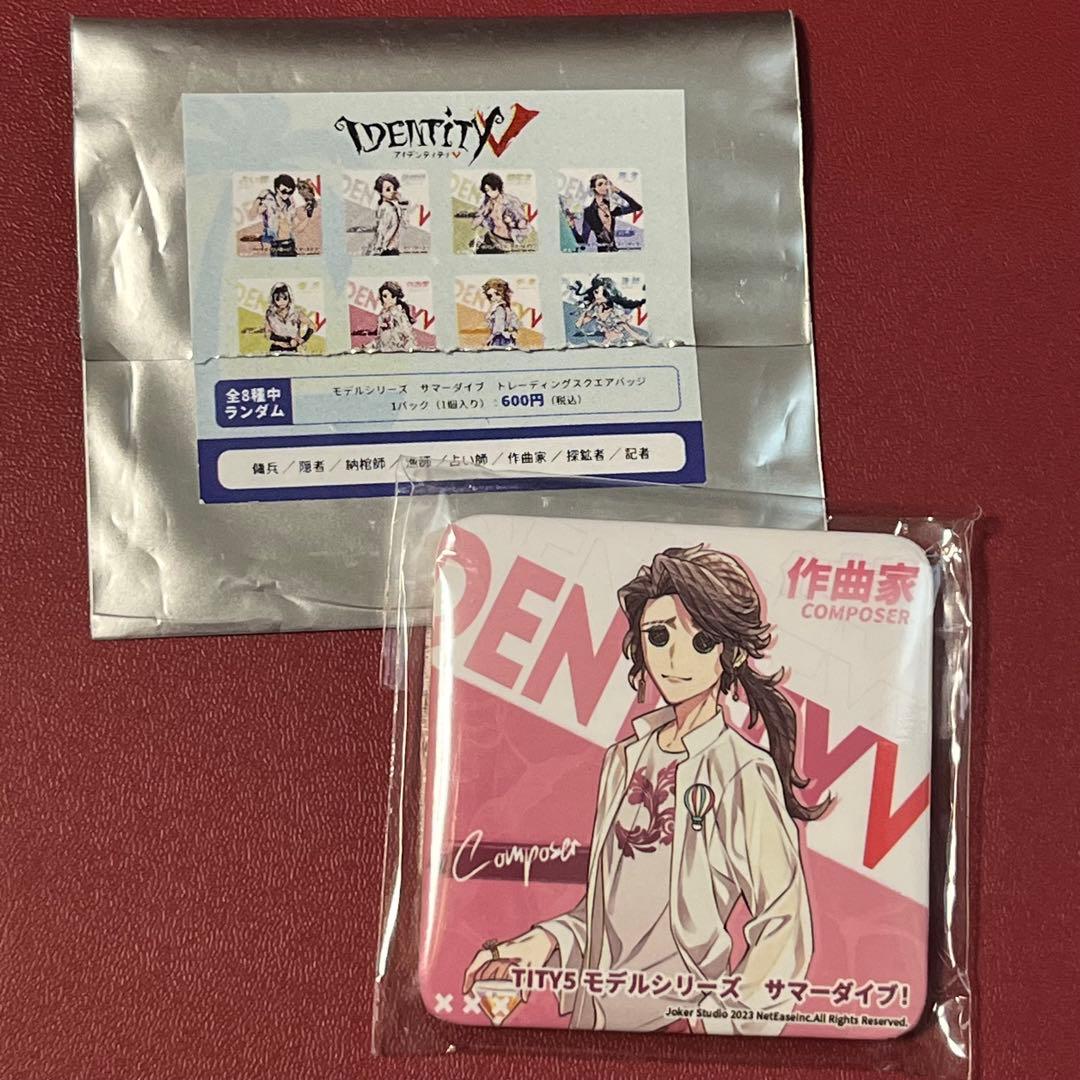 IDENTITY V
アイデンティティV
全8種中
ランダム
モデルシリーズ サマーダイブ トレーディングスクエアバッジ
1パック(1個入り):600円(税込)
傭兵/隠者/納棺師/漁師/占い師/作曲家/探鉱者/記者
作曲家
COMPOSER
DENTITYV
Composer
TITY5 モデルシリーズ サマーダイブ!
Joker Studio 2023 NetEaseInc.All Rights Reserved.